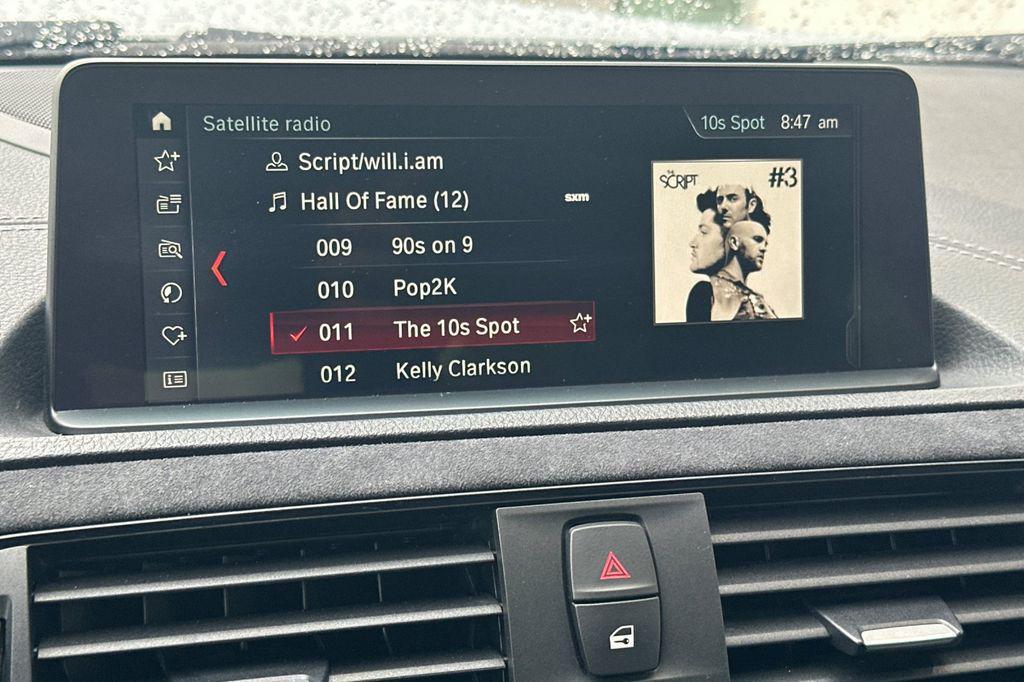 Satellite radio
10s Spot 8:47 am
Script/will.i.am
Hall Of Fame (12)
sxm
THE
SCRIPT
#3
009 90s on 9
010 Pop2K
011 The 10s Spot
012 Kelly Clarkson